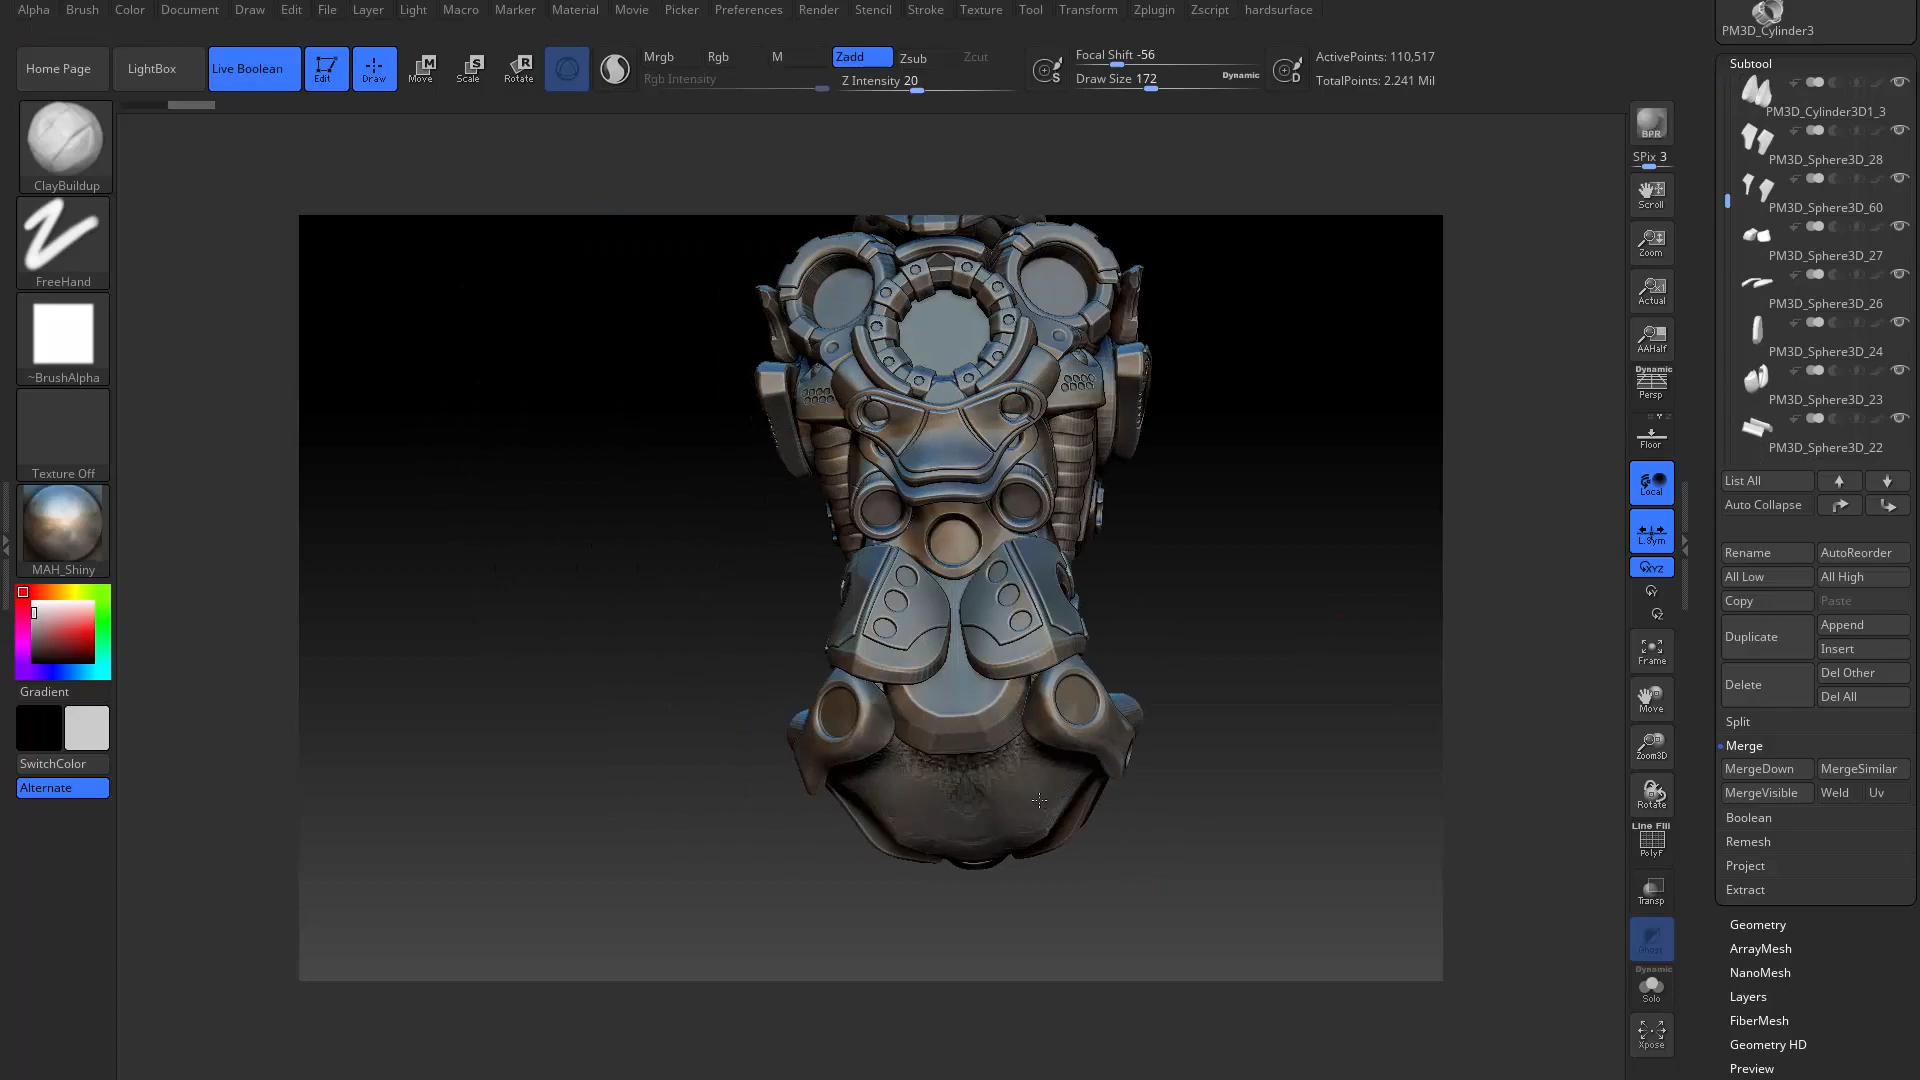 Alpha Brush Color Document Draw Edit File Layer Light Macro Marker Material Movie Picker Preferences Render Stencil Stroke Texture Tool Transform Zplugin Zscript hardsurface
PM3D_Cylinder3
Home Page LightBox Live Boolean Edit Draw M Move S Scale R Rotate
Mrgb Rgb M Zadd Zsub Zcut
Rgb Intensity Z Intensity 20
S Focal Shift -56
Draw Size 172 Dynamic
D ActivePoints: 110,517
TotalPoints: 2.241 Mil
ClayBuildup
FreeHand
~BrushAlpha
Texture Off
MAH_Shiny
Gradient
SwitchColor
Alternate
BPR
SPix 3
Scroll
Zoom
Actual
AAHalf
Dynamic
Persp
Floor
Local
L.Sym
XYZ
Y
Z
Frame
Move
Zoom3D
Rotate
Line Fill
PolyF
Transp
Ghost
Dynamic
Solo
Xpose
Subtool
PM3D_Cylinder3D1_3
PM3D_Sphere3D_28
PM3D_Sphere3D_60
PM3D_Sphere3D_27
PM3D_Sphere3D_26
PM3D_Sphere3D_24
PM3D_Sphere3D_23
PM3D_Sphere3D_22
List All
Auto Collapse
Rename AutoReorder
All Low All High
Copy Paste
Duplicate Append
Insert
Delete Del Other
Del All
Split
Merge
MergeDown MergeSimilar
MergeVisible Weld Uv
Boolean
Remesh
Project
Extract
Geometry
ArrayMesh
NanoMesh
Layers
FiberMesh
Geometry HD
Preview